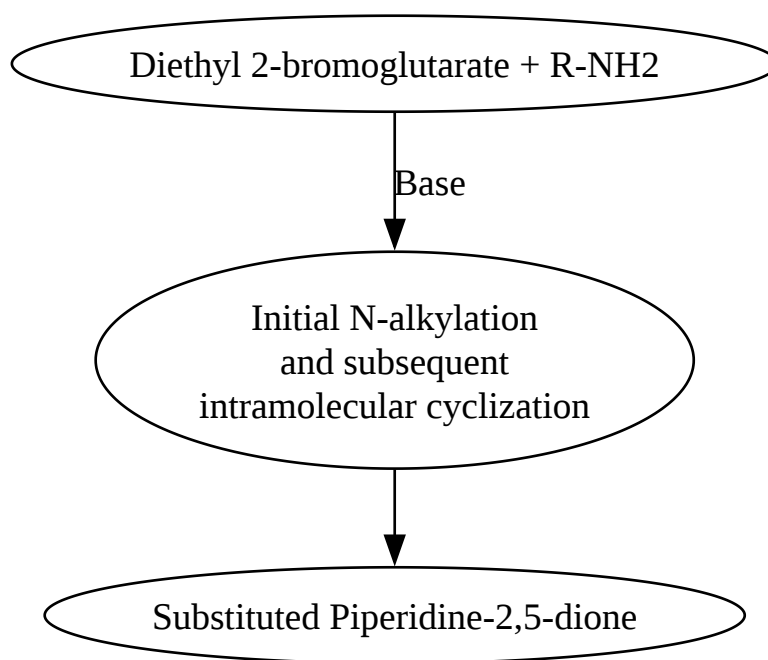 Diethyl 2-bromoglutarate + R-NH2
Base
Initial N-alkylation
and subsequent
intramolecular cyclization
Substituted Piperidine-2,5-dione